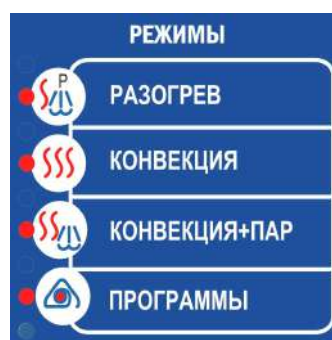 РЕЖИМЫ
P
РАЗОГРЕВ
КОНВЕКЦИЯ
КОНВЕКЦИЯ+ПАР
ПРОГРАММЫ